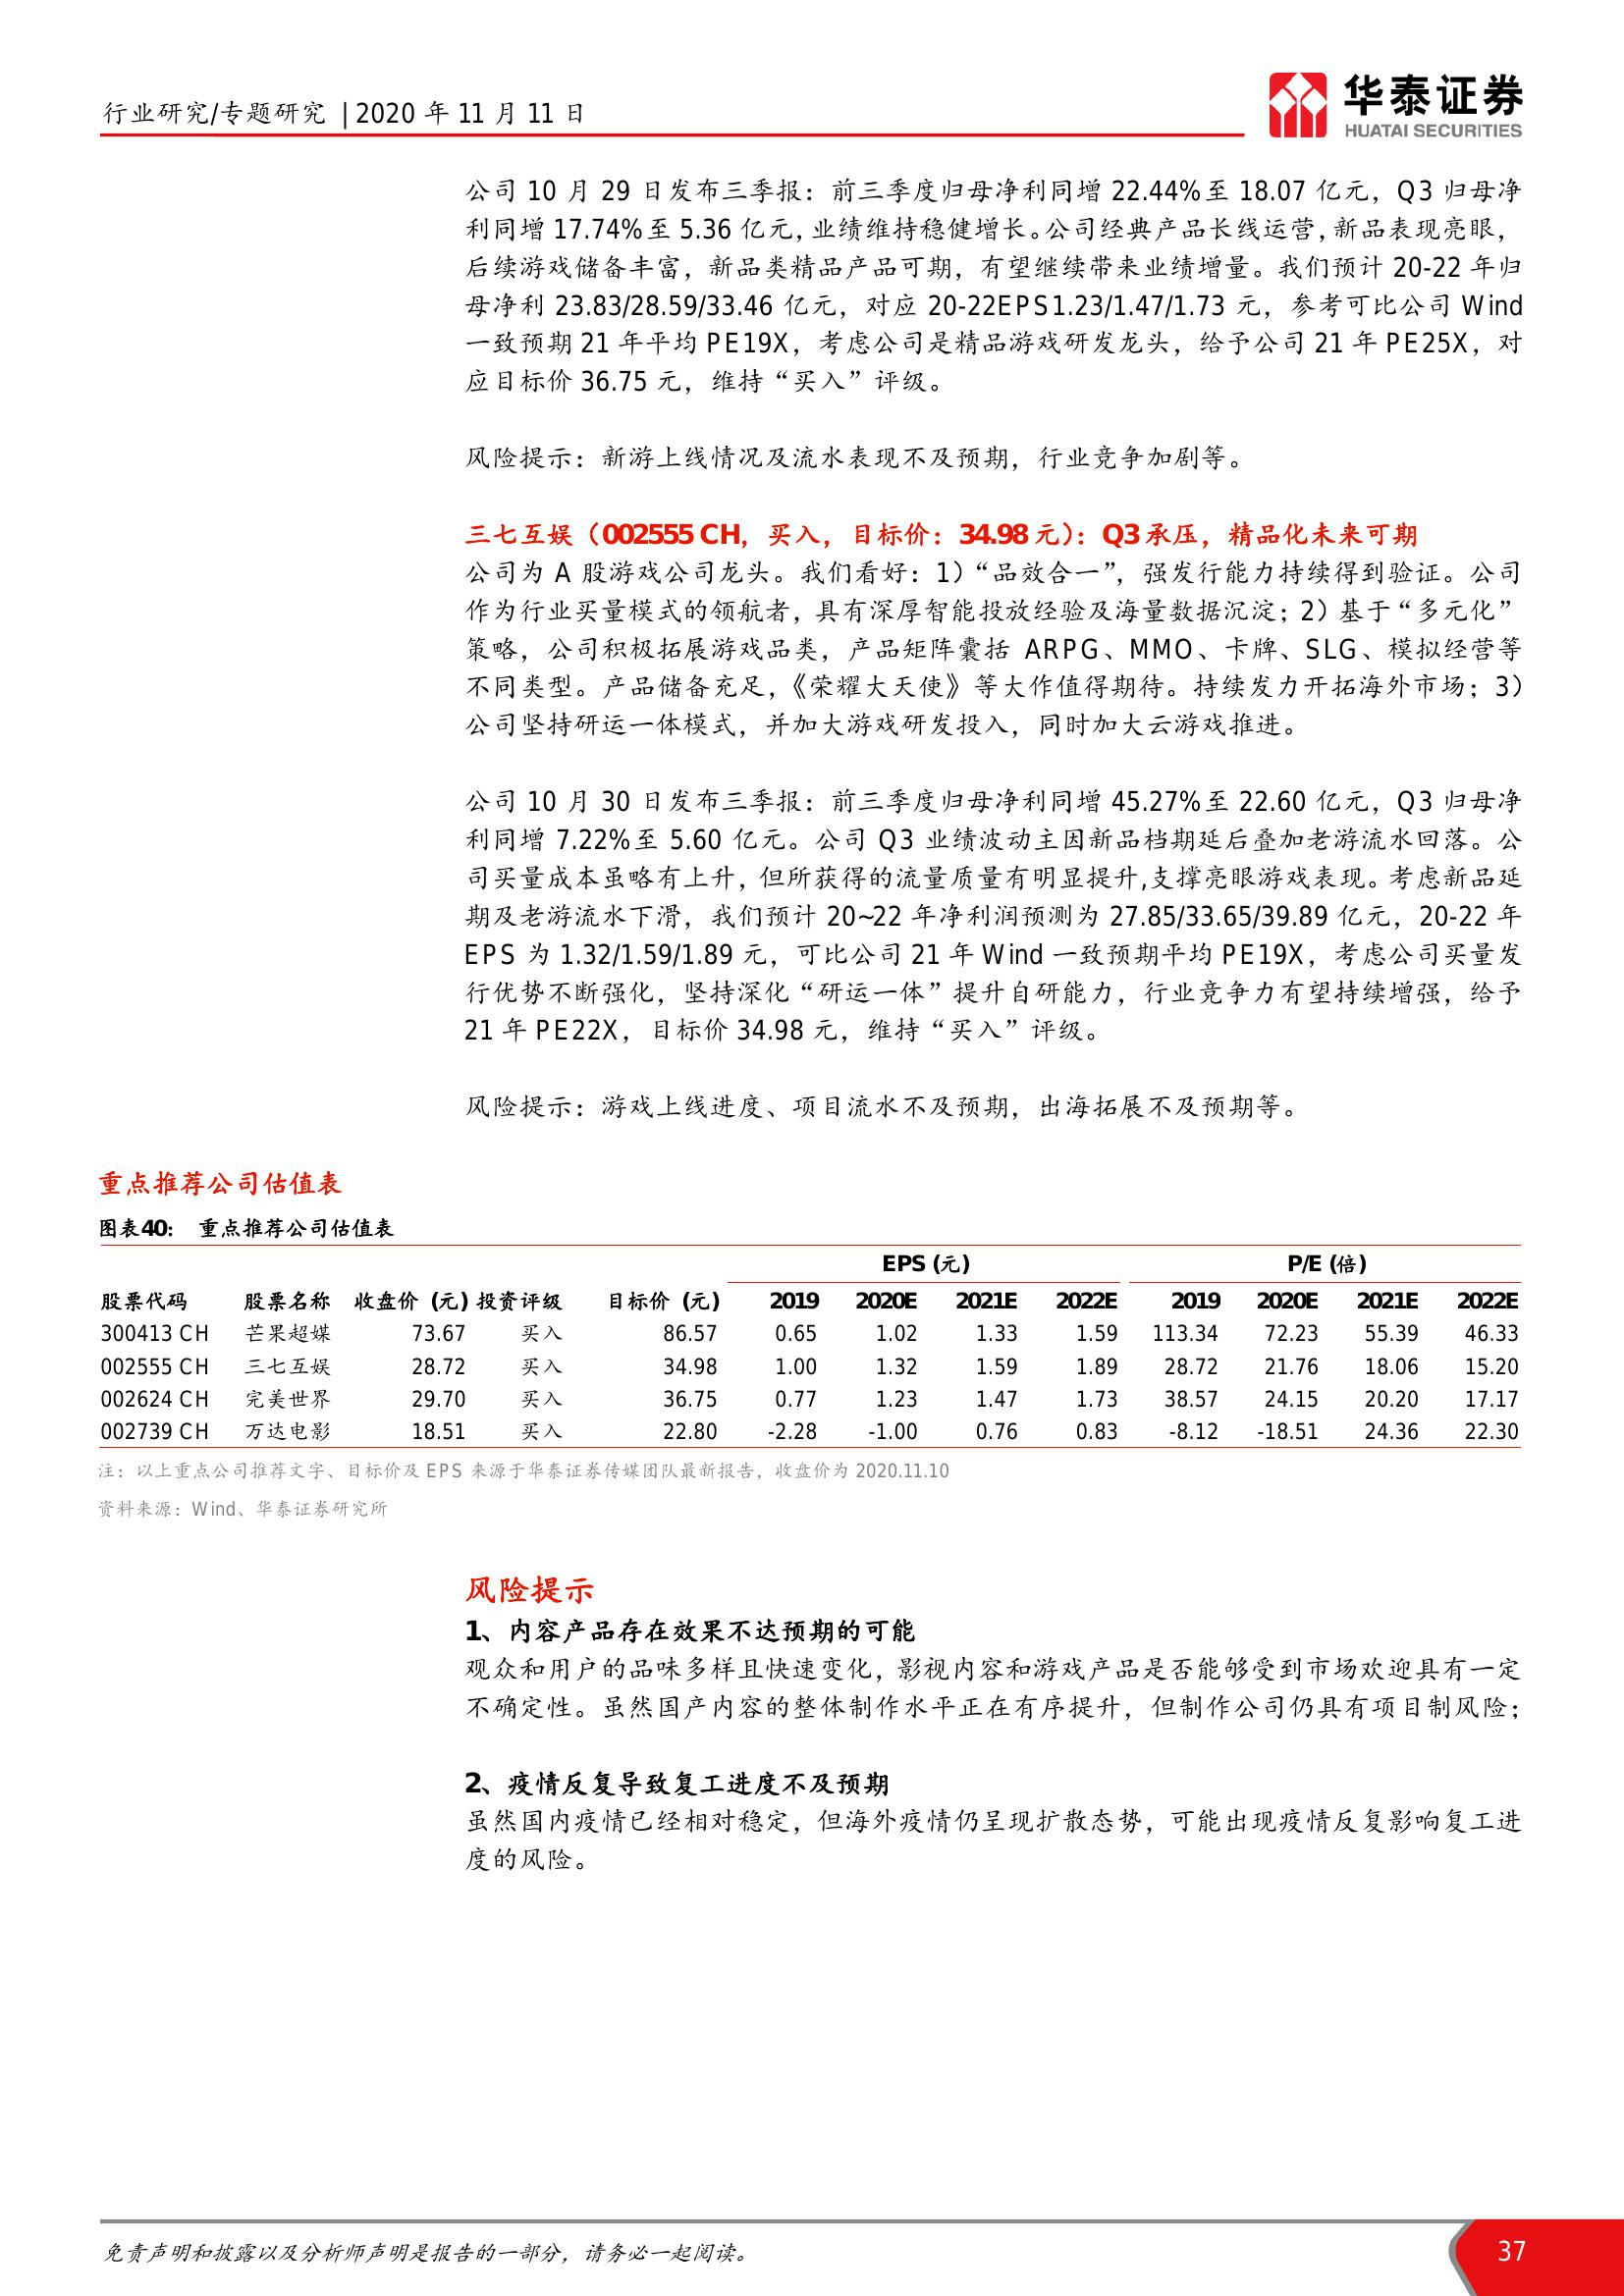 行业研究/专题研究 | 2020 年 11 月 11 日
华泰证券
HUATAI SECURITIES
公司 10 月 29 日发布三季报：前三季度归母净利同增 22.44%至 18.07 亿元，Q3 归母净
利同增 17.74%至 5.36 亿元，业绩维持稳健增长。公司经典产品长线运营，新品表现亮眼，
后续游戏储备丰富，新品类精品产品可期，有望继续带来业绩增量。我们预计 20-22 年归
母净利 23.83/28.59/33.46 亿元，对应 20-22EPS1.23/1.47/1.73 元，参考可比公司 Wind
一致预期 21 年平均 PE19X，考虑公司是精品游戏研发龙头，给予公司 21 年 PE25X，对
应目标价 36.75 元，维持“买入”评级。
风险提示：新游上线情况及流水表现不及预期，行业竞争加剧等。
三七互娱（002555 CH，买入，目标价：34.98 元）：Q3 承压，精品化未来可期
公司为 A 股游戏公司龙头。我们看好：1）“品效合一”，强发行能力持续得到验证。公司
作为行业买量模式的领航者，具有深厚智能投放经验及海量数据沉淀；2）基于“多元化”
策略，公司积极拓展游戏品类，产品矩阵囊括 ARPG、MMO、卡牌、SLG、模拟经营等
不同类型。产品储备充足，《荣耀大天使》等大作值得期待。持续发力开拓海外市场；3）
公司坚持研运一体模式，并加大游戏研发投入，同时加大云游戏推进。
公司 10 月 30 日发布三季报：前三季度归母净利同增 45.27%至 22.60 亿元，Q3 归母净
利同增 7.22%至 5.60 亿元。公司 Q3 业绩波动主因新品档期延后叠加老游流水回落。公
司买量成本虽略有上升，但所获得的流量质量有明显提升,支撑亮眼游戏表现。考虑新品延
期及老游流水下滑，我们预计 20~22 年净利润预测为 27.85/33.65/39.89 亿元，20-22 年
EPS 为 1.32/1.59/1.89 元，可比公司 21 年 Wind 一致预期平均 PE19X，考虑公司买量发
行优势不断强化，坚持深化“研运一体”提升自研能力，行业竞争力有望持续增强，给予
21 年 PE22X，目标价 34.98 元，维持“买入”评级。
风险提示：游戏上线进度、项目流水不及预期，出海拓展不及预期等。
重点推荐公司估值表
图表40： 重点推荐公司估值表
EPS (元) P/E (倍)
股票代码 股票名称 收盘价 (元) 投资评级 目标价 (元) 2019 2020E 2021E 2022E 2019 2020E 2021E 2022E
300413 CH 芒果超媒 73.67 买入 86.57 0.65 1.02 1.33 1.59 113.34 72.23 55.39 46.33
002555 CH 三七互娱 28.72 买入 34.98 1.00 1.32 1.59 1.89 28.72 21.76 18.06 15.20
002624 CH 完美世界 29.70 买入 36.75 0.77 1.23 1.47 1.73 38.57 24.15 20.20 17.17
002739 CH 万达电影 18.51 买入 22.80 -2.28 -1.00 0.76 0.83 -8.12 -18.51 24.36 22.30
注：以上重点公司推荐文字、目标价及 EPS 来源于华泰证券传媒团队最新报告，收盘价为 2020.11.10
资料来源：Wind、华泰证券研究所
风险提示
1、内容产品存在效果不达预期的可能
观众和用户的品味多样且快速变化，影视内容和游戏产品是否能够受到市场欢迎具有一定
不确定性。虽然国产内容的整体制作水平正在有序提升，但制作公司仍具有项目制风险；
2、疫情反复导致复工进度不及预期
虽然国内疫情已经相对稳定，但海外疫情仍呈现扩散态势，可能出现疫情反复影响复工进
度的风险。
免责声明和披露以及分析师声明是报告的一部分，请务必一起阅读。
37